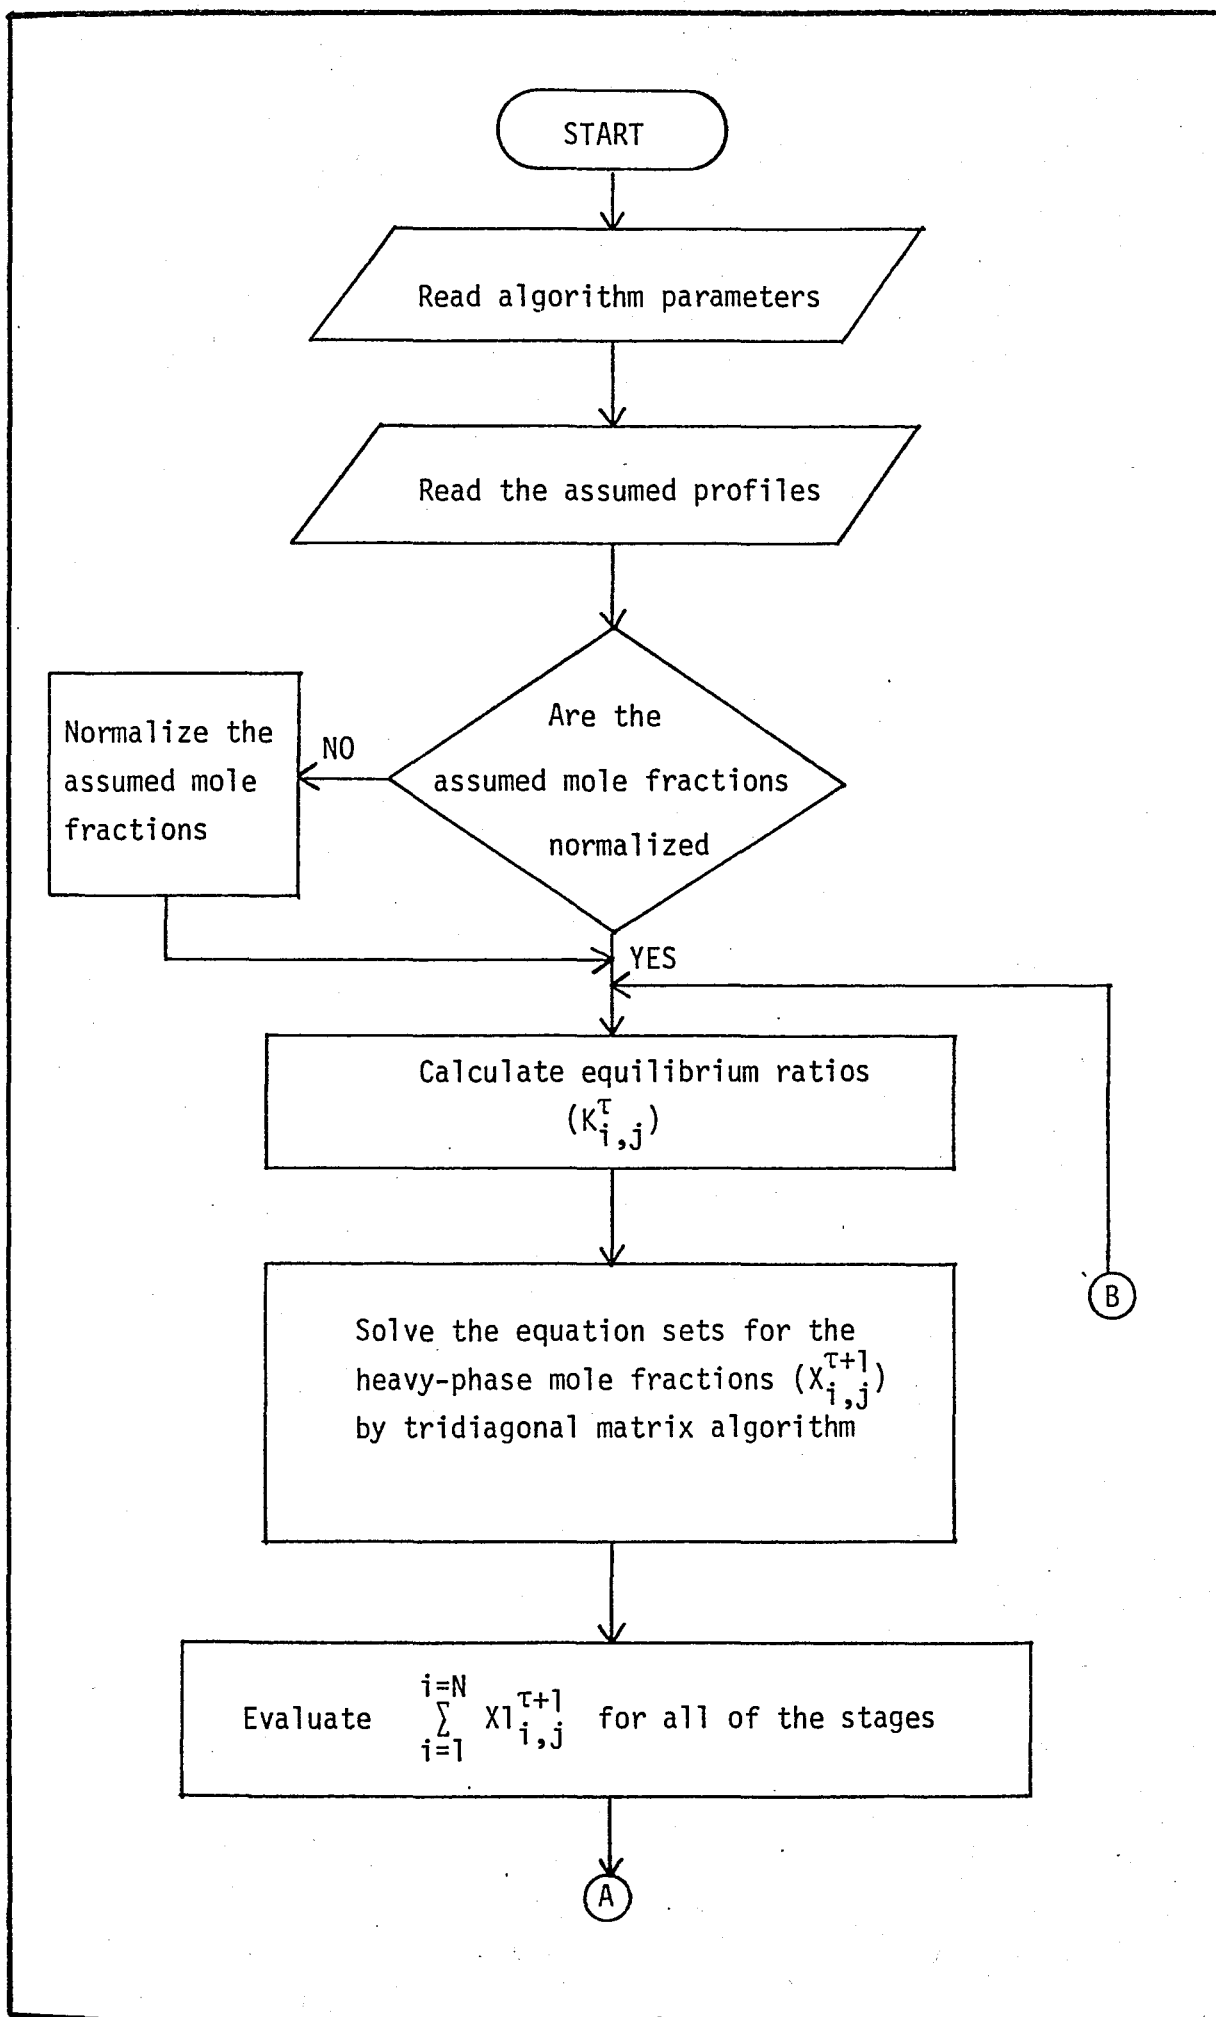 START
Read algorithm parameters
Read the assumed profiles
Are the
assumed mole fractions
normalized
NO
Normalize the
assumed mole
fractions
YES
Calculate equilibrium ratios
(K^τ_i,j)
B
Solve the equation sets for the
heavy-phase mole fractions (X^τ+1_i,j)
by tridiagonal matrix algorithm
Evaluate i=N Σ i=1 X1^τ+1_i,j for all of the stages
A